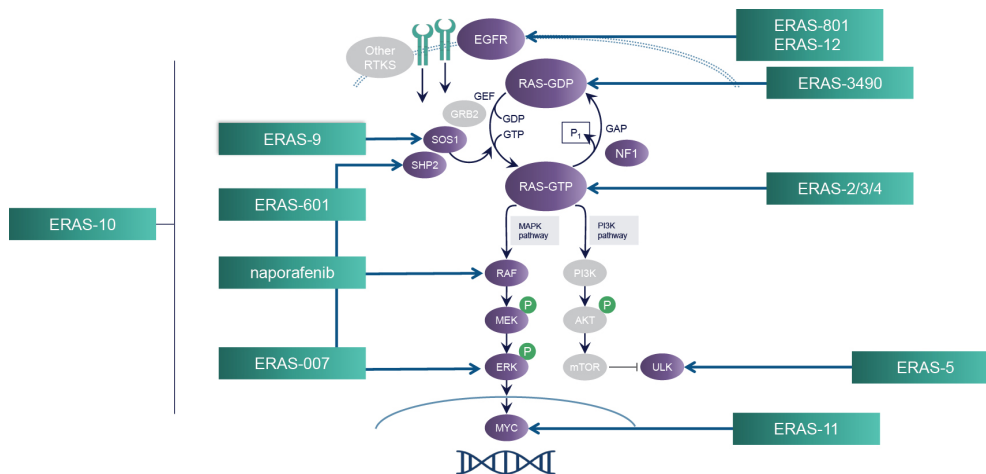 ERAS-801
ERAS-12
EGFR
Other
RTKS
RAS-GDP
ERAS-3490
GEF
GRB2
GDP
GTP
P1
GAP
NF1
ERAS-9
SOS1
SHP2
RAS-GTP
ERAS-2/3/4
ERAS-601
ERAS-10
MAPK
pathway
PI3K
pathway
naporafenib
RAF
PI3K
P
P
MEK
AKT
P
ERAS-007
ERK
mTOR
ULK
ERAS-5
MYC
ERAS-11